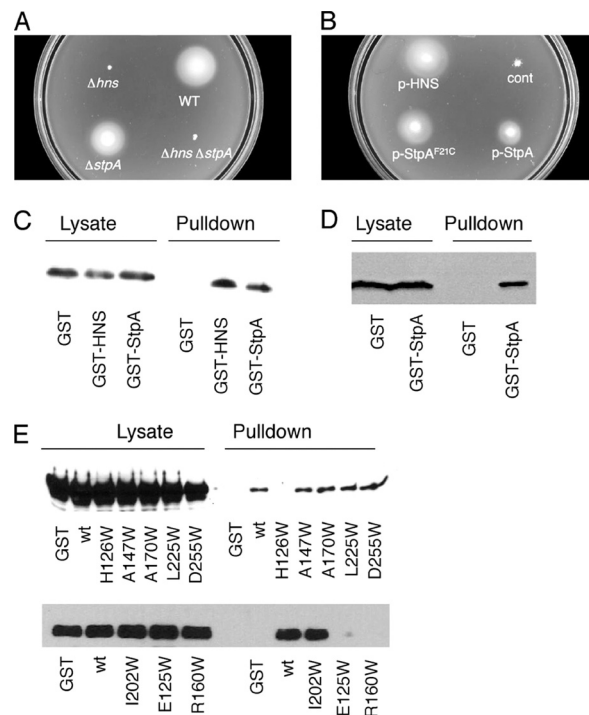 A
Δhns
WT
ΔstpA
Δhns ΔstpA
B
p-HNS
cont
p-StpA^F21C
p-StpA
C
Lysate Pulldown
GST GST-HNS GST-StpA GST GST-HNS GST-StpA
D
Lysate Pulldown
GST GST-StpA GST GST-StpA
E
Lysate Pulldown
GST wt H126W A147W A170W L225W D255W GST wt H126W A147W A170W L225W D255W
GST wt I202W E125W R160W GST wt I202W E125W R160W